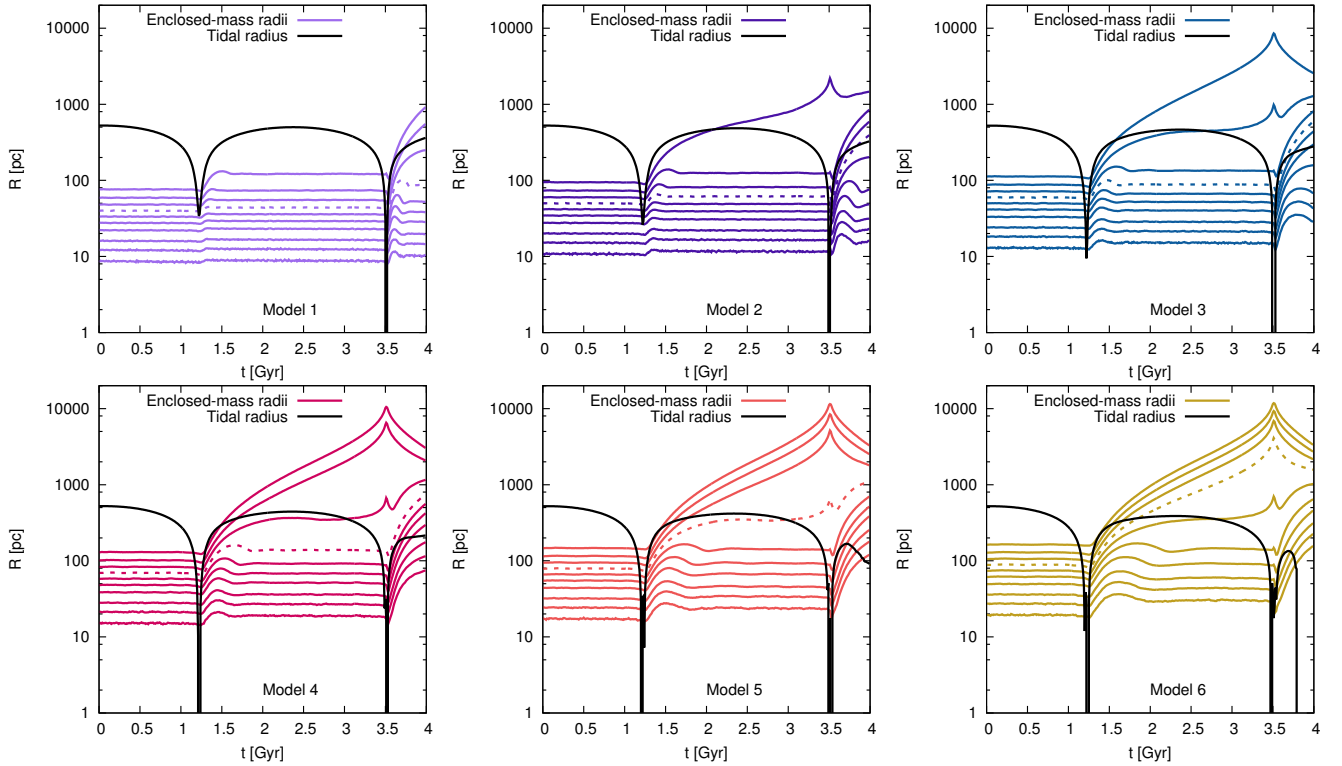 Enclosed-mass radii
Tidal radius
R [pc]
10000
1000
100
10
1
Model 1
0 0.5 1 1.5 2 2.5 3 3.5 4
t [Gyr]
Enclosed-mass radii
Tidal radius
R [pc]
10000
1000
100
10
1
Model 2
0 0.5 1 1.5 2 2.5 3 3.5 4
t [Gyr]
Enclosed-mass radii
Tidal radius
R [pc]
10000
1000
100
10
1
Model 3
0 0.5 1 1.5 2 2.5 3 3.5 4
t [Gyr]
Enclosed-mass radii
Tidal radius
R [pc]
10000
1000
100
10
1
Model 4
0 0.5 1 1.5 2 2.5 3 3.5 4
t [Gyr]
Enclosed-mass radii
Tidal radius
R [pc]
10000
1000
100
10
1
Model 5
0 0.5 1 1.5 2 2.5 3 3.5 4
t [Gyr]
Enclosed-mass radii
Tidal radius
R [pc]
10000
1000
100
10
1
Model 6
0 0.5 1 1.5 2 2.5 3 3.5 4
t [Gyr]